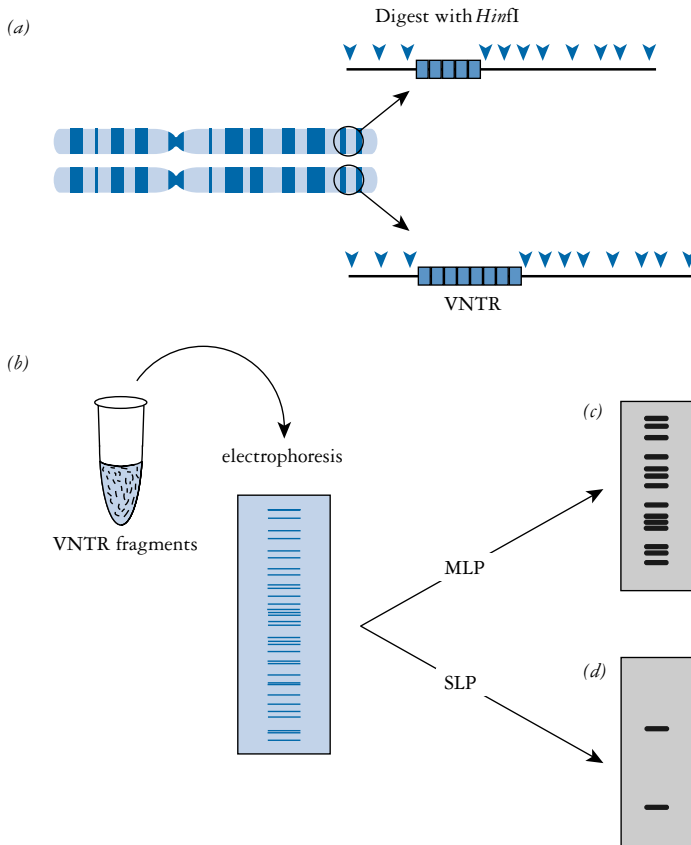 (a)
Digest with HinfI
VNTR
(b)
electrophoresis
VNTR fragments
(c)
MLP
(d)
SLP